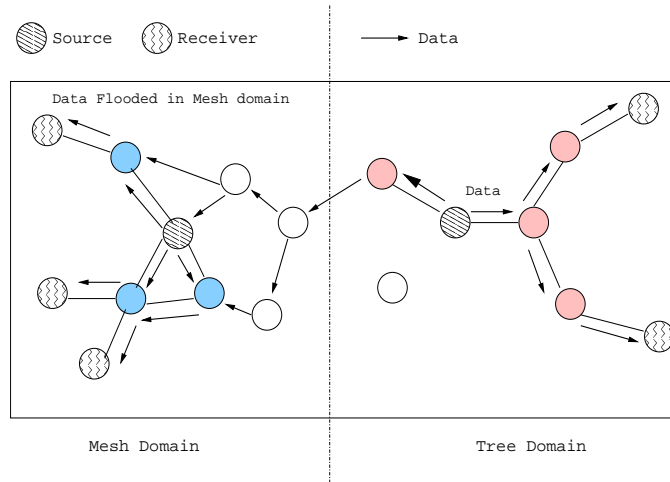 Source
Receiver
Data
Data Flooded in Mesh domain
Data
Mesh Domain
Tree Domain